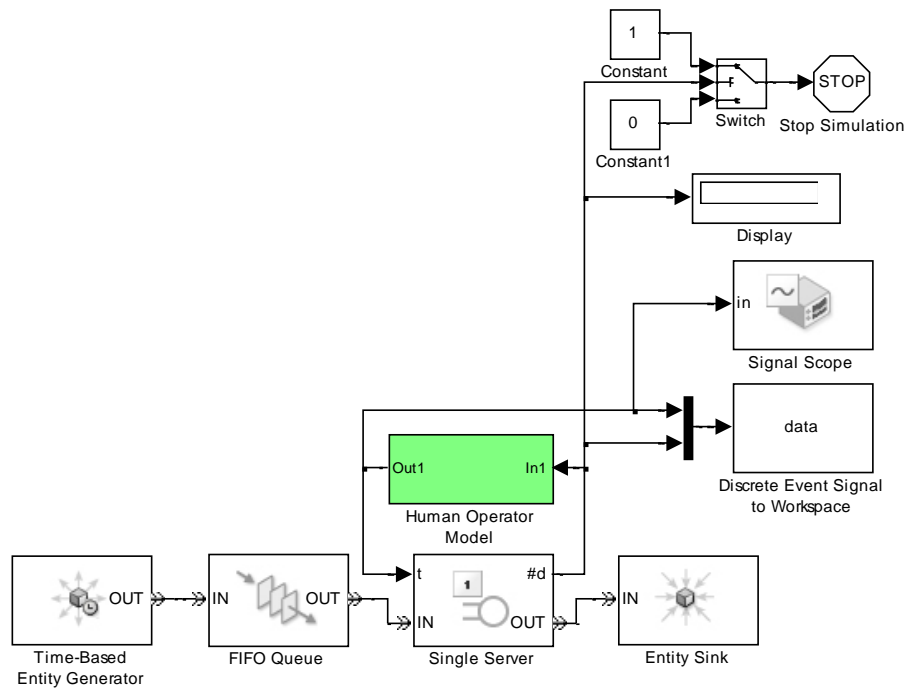 1
Constant
STOP
Switch
Stop Simulation
0
Constant1
Display
in
Signal Scope
data
Discrete Event Signal
to Workspace
Out1
In1
Human Operator
Model
t
#d
1
IN
OUT
Single Server
OUT
Time-Based
Entity Generator
IN
OUT
FIFO Queue
IN
Entity Sink